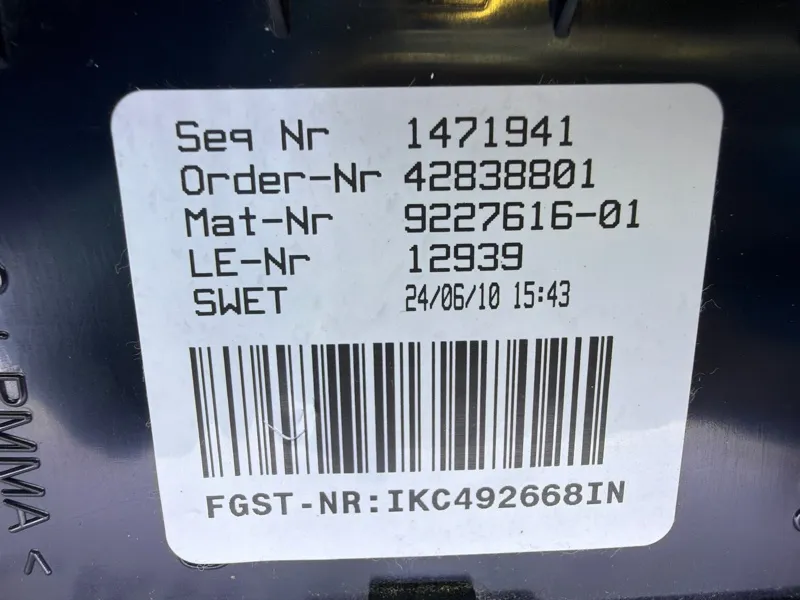 Seq Nr 1471941
Order-Nr 42838801
Mat-Nr 9227616-01
LE-Nr 12939
SWET 24/06/10 15:43
FGST-NR:IKC492668IN
PMMA<